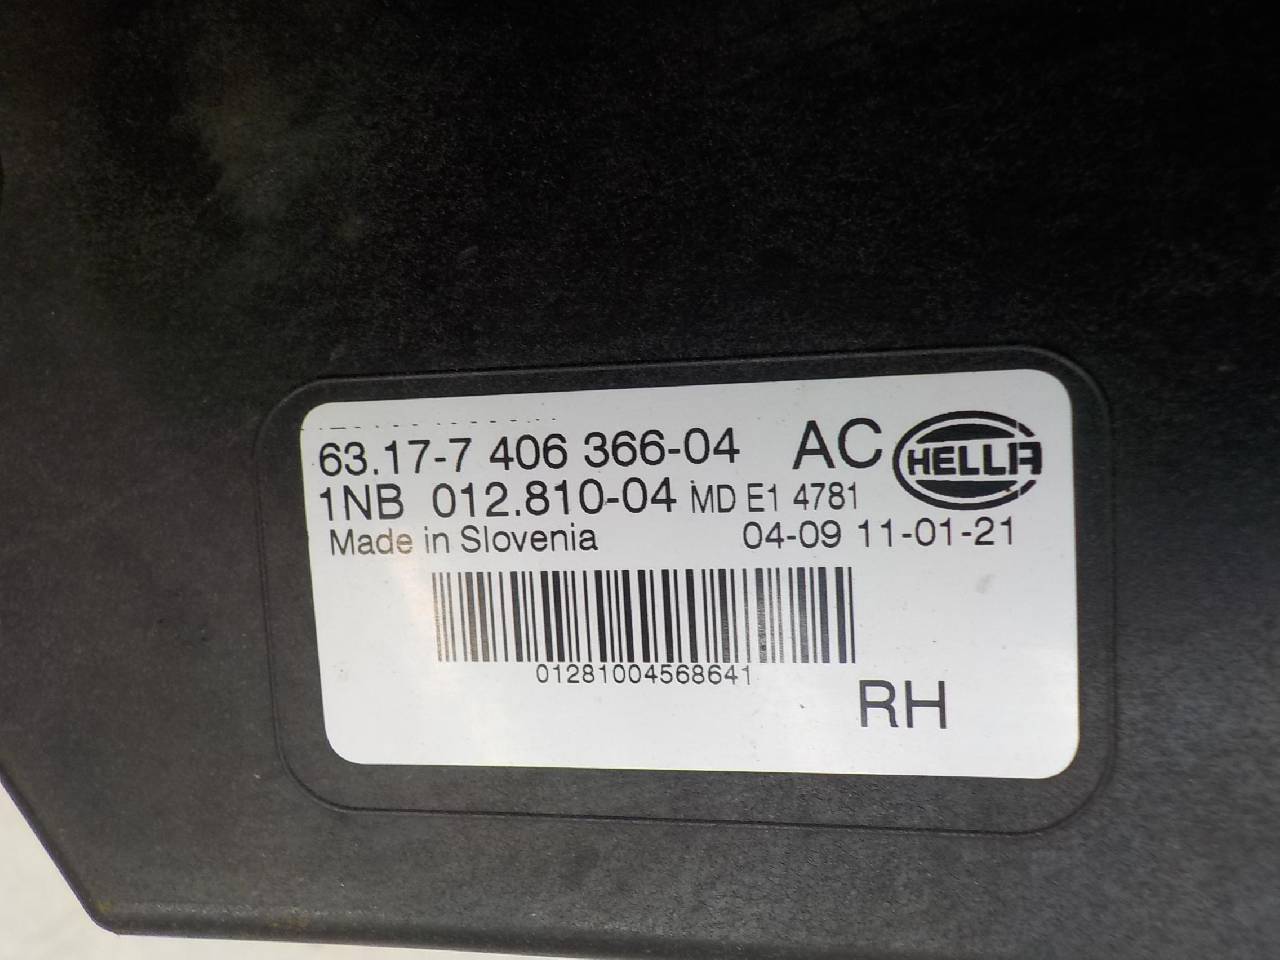 63.17-7 406 366-04 AC HELLA
1NB 012.810-04 MD E1 4781
Made in Slovenia 04-09 11-01-21
01281004568641
RH